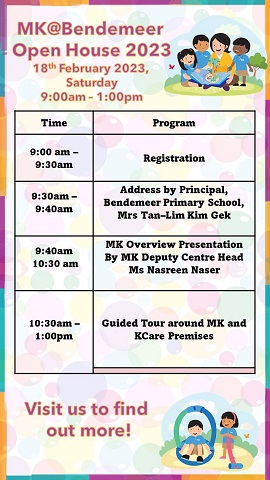 MK@Bendemeer
Open House 2023
18th February 2023,
Saturday
9:00am – 1:00pm
Time Program
9:00 am –
9:30am
Registration
9:30am –
9:40am
Address by Principal,
Bendemeer Primary School,
Mrs Tan–Lim Kim Gek
9:40am
10:30 am
MK Overview Presentation
By MK Deputy Centre Head
Ms Nasreen Naser
10:30am –
1:00pm
Guided Tour around MK and
KCare Premises
Visit us to find
out more!